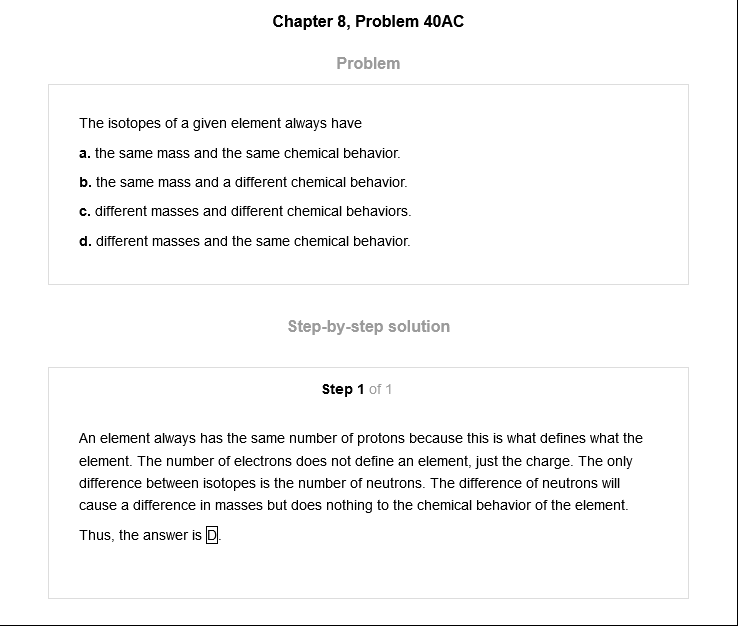 Chapter 8, Problem 40AC
Problem
The isotopes of a given element always have
a. the same mass and the same chemical behavior.
b. the same mass and a different chemical behavior.
c. different masses and different chemical behaviors.
d. different masses and the same chemical behavior.
Step-by-step solution
Step 1 of 1
An element always has the same number of protons because this is what defines what the
element. The number of electrons does not define an element, just the charge. The only
difference between isotopes is the number of neutrons. The difference of neutrons will
cause a difference in masses but does nothing to the chemical behavior of the element.
Thus, the answer is D.